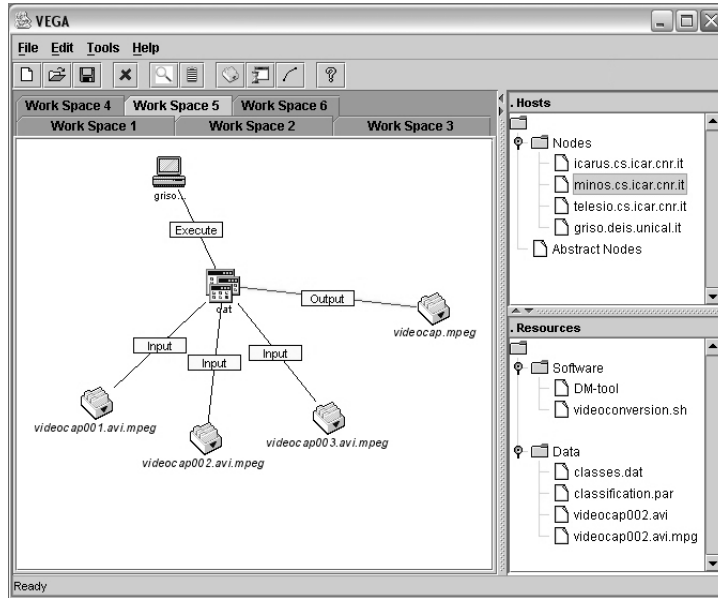 VEGA
File Edit Tools Help
Work Space 4 Work Space 5 Work Space 6
Work Space 1 Work Space 2 Work Space 3
griso...
Execute
cat
Output
videocap.mpeg
Input
Input
Input
videocap001.avi.mpeg
videocap002.avi.mpeg
videocap003.avi.mpeg
. Hosts
Nodes
icarus.cs.icar.cnr.it
minos.cs.icar.cnr.it
telesio.cs.icar.cnr.it
griso.deis.unical.it
Abstract Nodes
. Resources
Software
DM-tool
videoconversion.sh
Data
classes.dat
classification.par
videocap002.avi
videocap002.avi.mpg
Ready